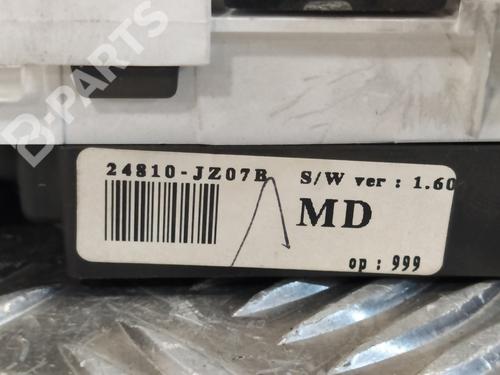 B-PARTS
24810-JZ07B S/W ver : 1.60
MD
op : 999